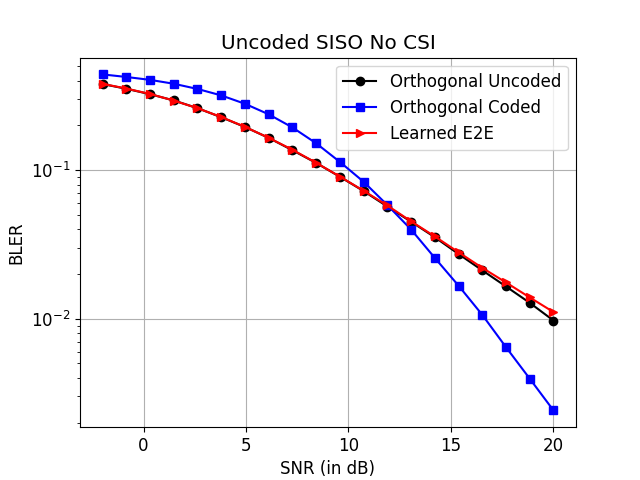 Uncoded SISO No CSI
Orthogonal Uncoded
Orthogonal Coded
Learned E2E
10⁻¹
10⁻²
BLER
0 5 10 15 20
SNR (in dB)